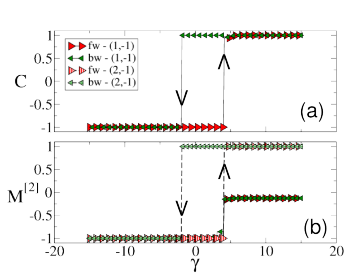 1
0.5
C 0
-0.5
-1
fw - (1,-1)
bw - (1,-1)
fw - (2,-1)
bw - (2,-1)
(a)
1
0.5
M[2] 0
-0.5
-1
(b)
-20 -10 0 10 20
γ